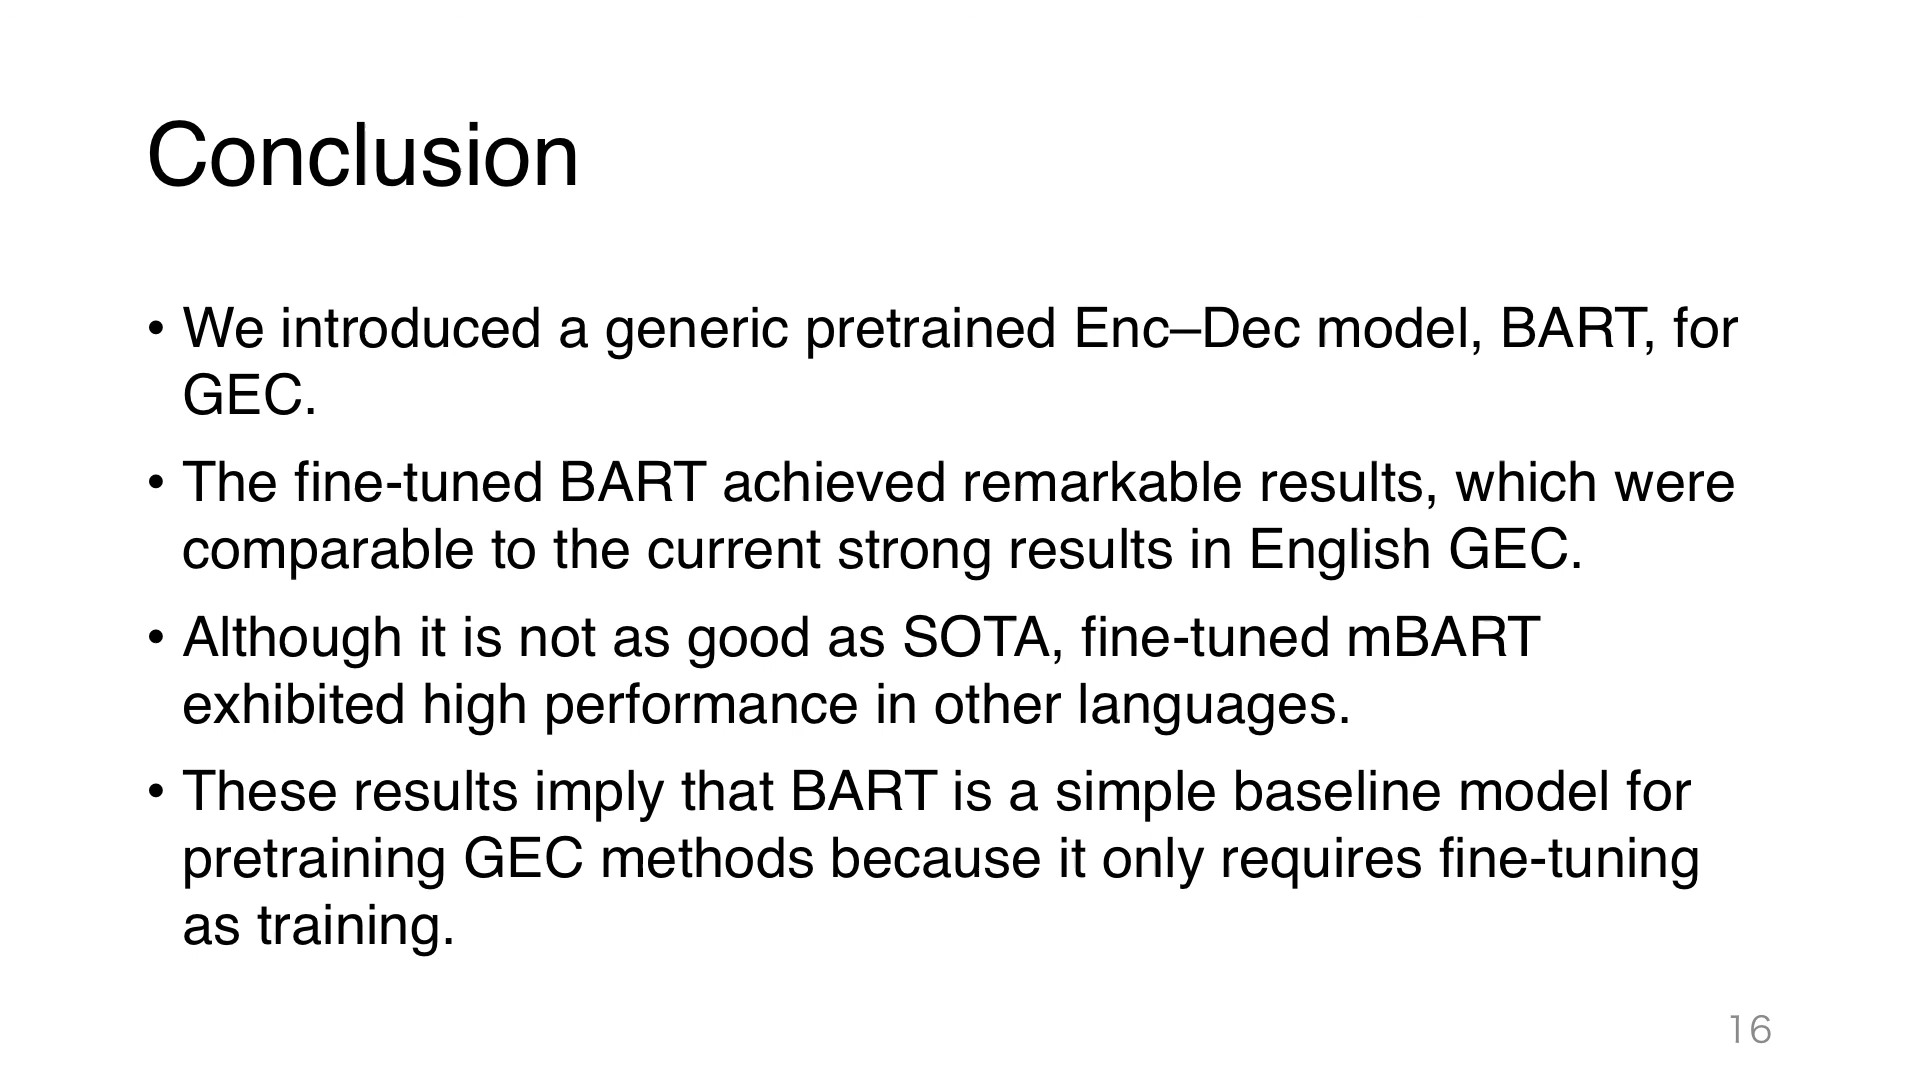 Conclusion
• We introduced a generic pretrained Enc–Dec model, BART, for
GEC.
• The fine-tuned BART achieved remarkable results, which were
comparable to the current strong results in English GEC.
• Although it is not as good as SOTA, fine-tuned mBART
exhibited high performance in other languages.
• These results imply that BART is a simple baseline model for
pretraining GEC methods because it only requires fine-tuning
as training.
16